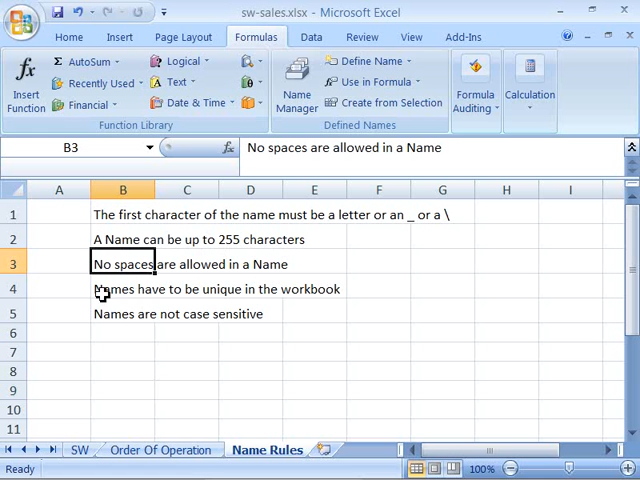 sw-sales.xlsx - Microsoft Excel
Home Insert Page Layout Formulas Data Review View Add-Ins
Σ AutoSum Logical Define Name
fx Recently Used A Text θ Use in Formula
Insert Function Financial Date & Time Name Manager Create from Selection Formula Auditing Calculation
Function Library Defined Names
B3 fx No spaces are allowed in a Name
A B C D E F G H I
1 The first character of the name must be a letter or an _ or a \
2 A Name can be up to 255 characters
3 No spaces are allowed in a Name
4 Names have to be unique in the workbook
5 Names are not case sensitive
6
7
8
9
10
11
SW Order Of Operation Name Rules
Ready 100%